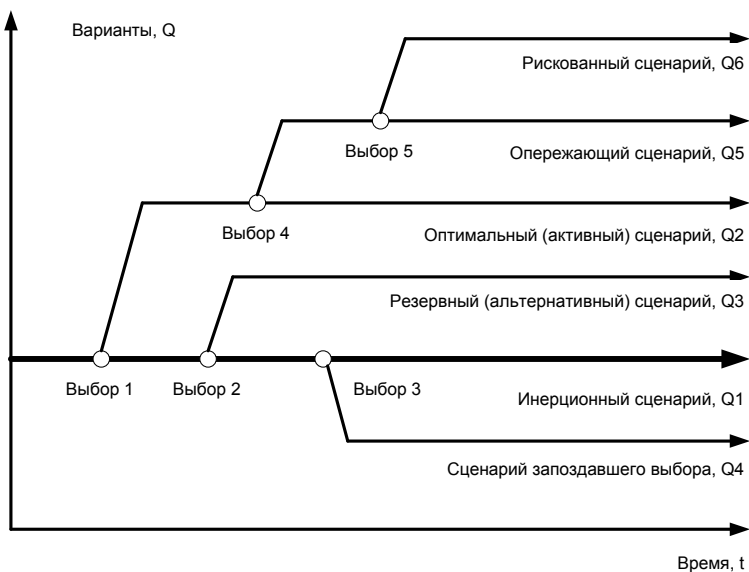 Варианты, Q
Рискованный сценарий, Q6
Выбор 5
Опережающий сценарий, Q5
Выбор 4
Оптимальный (активный) сценарий, Q2
Резервный (альтернативный) сценарий, Q3
Выбор 1
Выбор 2
Выбор 3
Инерционный сценарий, Q1
Сценарий запоздавшего выбора, Q4
Время, t